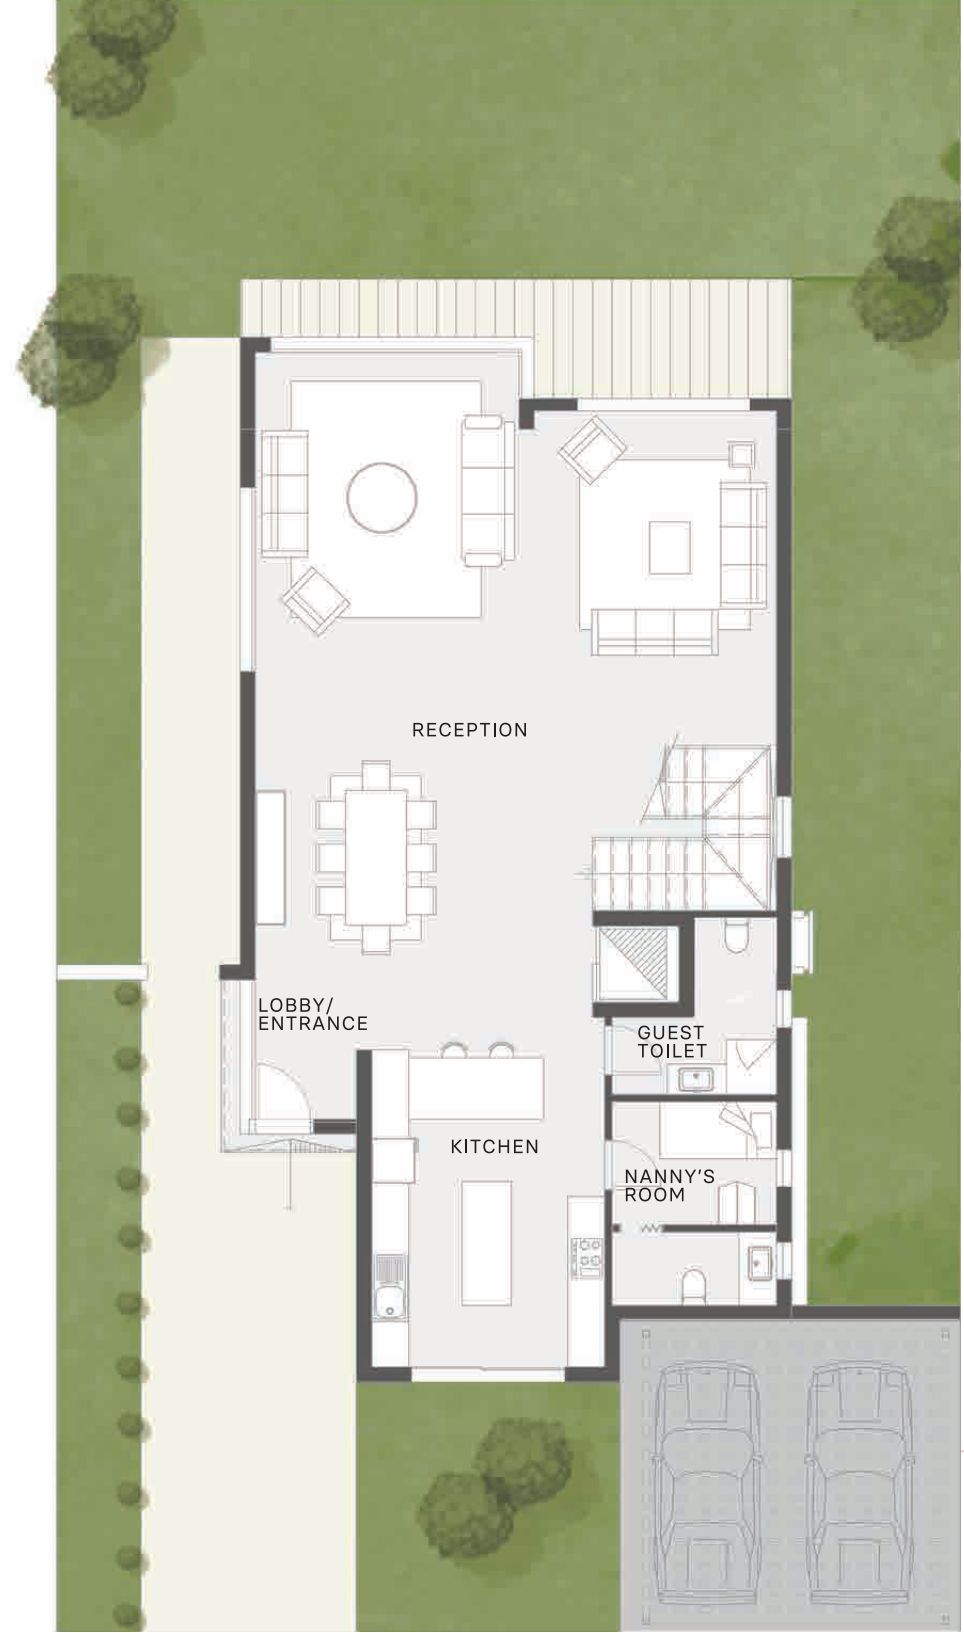 RECEPTION
LOBBY/
ENTRANCE
GUEST
TOILET
KITCHEN
NANNY'S
ROOM